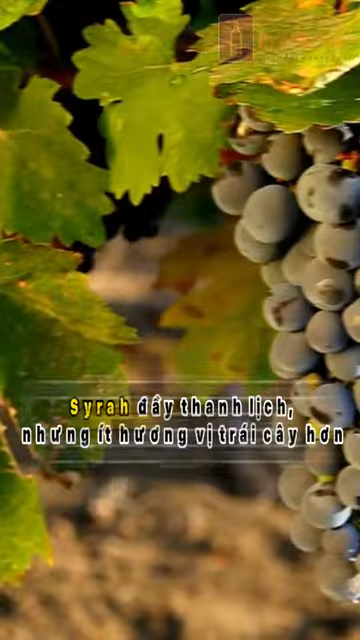 Syrah đầy thanh lịch,
nhưng ít hương vị trái cây hơn